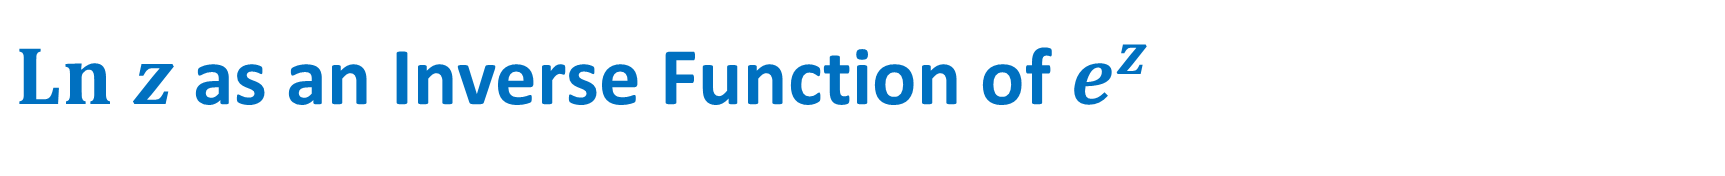 Ln z as an Inverse Function of e^z